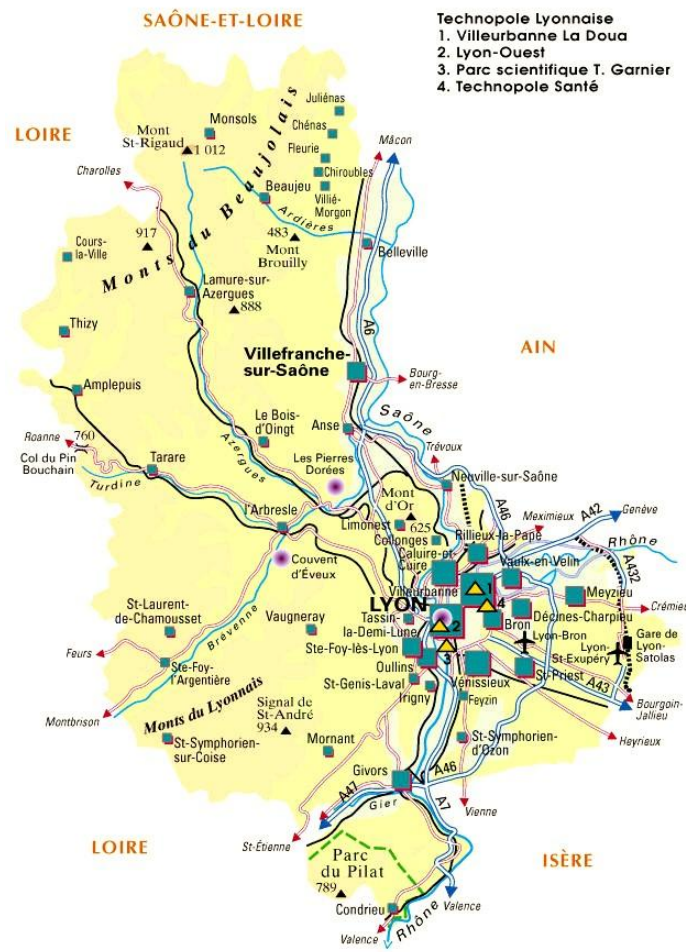 SAÔNE-ET-LOIRE
Technopole Lyonnaise
1. Villeurbanne La Doua
2. Lyon-Ouest
3. Parc scientifique T. Garnier
4. Technopole Santé
LOIRE
Juliénas
Monsols
Chénas
Mont
St-Rigaud
1 012
Fleurie
Mâcon
Charolles
Chiroubles
Beaujeu
Villié-
Morgon
Monts du Beaujolais
Ardières
917
483
Mont
Brouilly
Belleville
Cours-
la-Ville
Lamure-sur-
Azergues
888
Thizy
A6
AIN
Villefranche-
sur-Saône
Bourg-
en-Bresse
Amplepuis
Saône
Le Bois-
d'Oingt
Anse
Roanne
760
Col du Pin
Bouchain
Azergues
Trévoux
Tarare
Les Pierres
Dorées
Neuville-sur-Saône
Turdine
Mont
d'Or
625
A46
A42
Genève
l'Arbresle
Limonest
Meximieux
Collonges
Rillieux-la-Pape
Rhône
Caluire-et-
Cuire
Vaulx-en-Velin
A432
Couvent
d'Éveux
Villeurbanne
1
Meyzieu
LYON
4
St-Laurent-
de-Chamousset
Brévenne
Vaugneray
Tassin-
la-Demi-Lune
2
Bron
Décines-Charpieu
Crémieu
Lyon-Bron
Gare de
Lyon-
Satolas
Ste-Foy-lès-Lyon
3
Lyon-
St-Exupéry
Feurs
Ste-Foy-
l'Argentière
Oullins
Vénissieux
St-Priest
St-Genis-Laval
A43
Irigny
Feyzin
Bourgoin-
Jallieu
Montbrison
Monts du Lyonnais
Signal de
St-André
934
St-Symphorien-
sur-Coise
Mornant
St-Symphorien-
d'Ozon
Heyrieux
Givors
A46
A47
A7
Gier
Vienne
LOIRE
St-Étienne
Parc
du Pilat
ISÈRE
789
Condrieu
Rhône
Valence
Valence